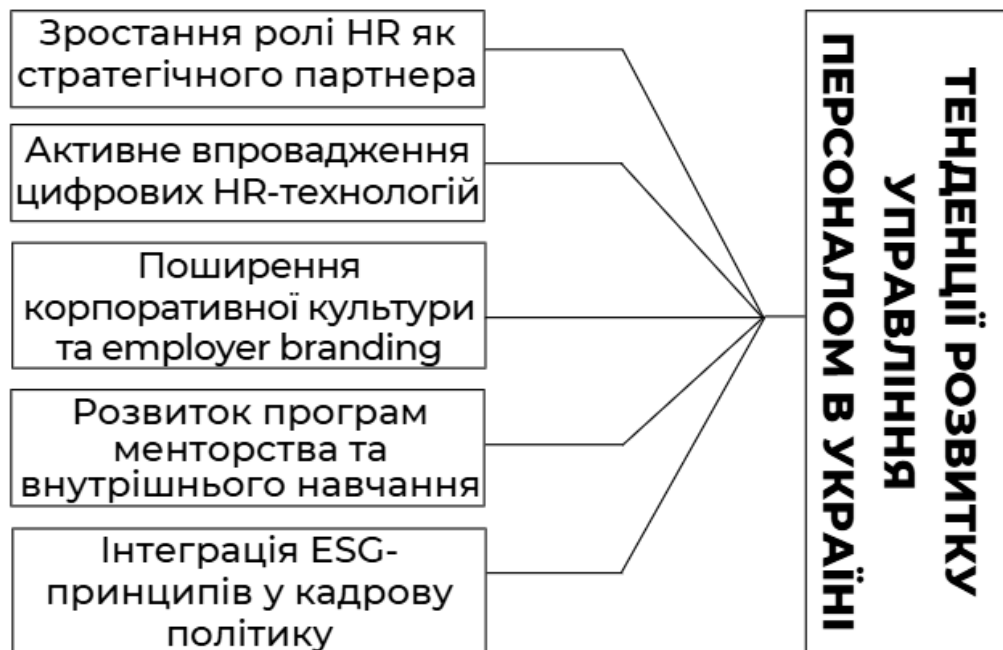 Зростання ролі HR як
стратегічного партнера
Активне впровадження
цифрових HR-технологій
Поширення
корпоративної культури
та employer branding
Розвиток програм
менторства та
внутрішнього навчання
Інтеграція ESG-
принципів у кадрову
політику
ТЕНДЕНЦІЇ РОЗВИТКУ
УПРАВЛІННЯ
ПЕРСОНАЛОМ В УКРАЇНІ